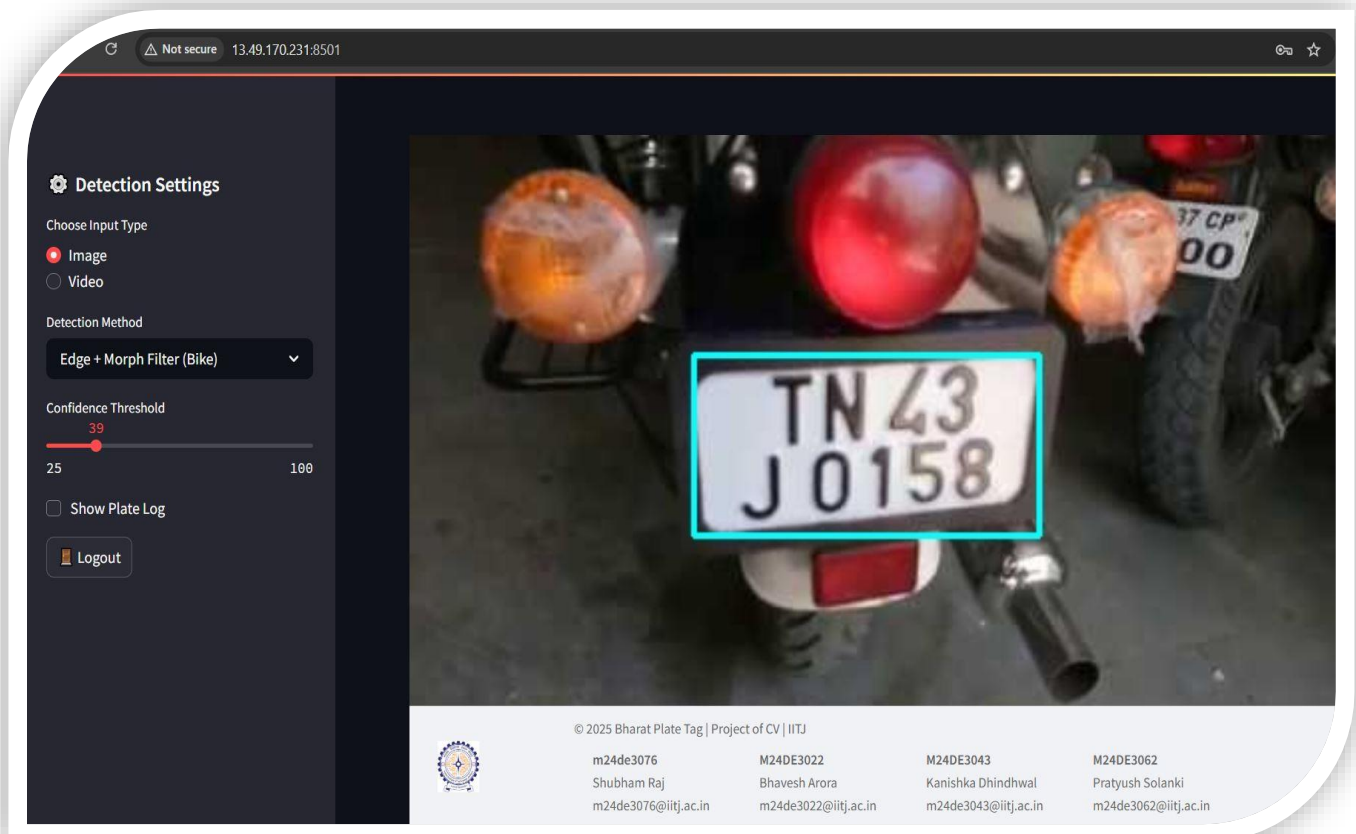 Not secure 13.49.170.231:8501
Detection Settings
Choose Input Type
Image
Video
Detection Method
Edge + Morph Filter (Bike)
Confidence Threshold
39
25 100
Show Plate Log
Logout
37 CP
00
TN 43
J 0158
© 2025 Bharat Plate Tag | Project of CV | IITJ
m24de3076 M24DE3022 M24DE3043 M24DE3062
Shubham Raj Bhavesh Arora Kanishka Dhindhwal Pratyush Solanki
m24de3076@iitj.ac.in m24de3022@iitj.ac.in m24de3043@iitj.ac.in m24de3062@iitj.ac.in